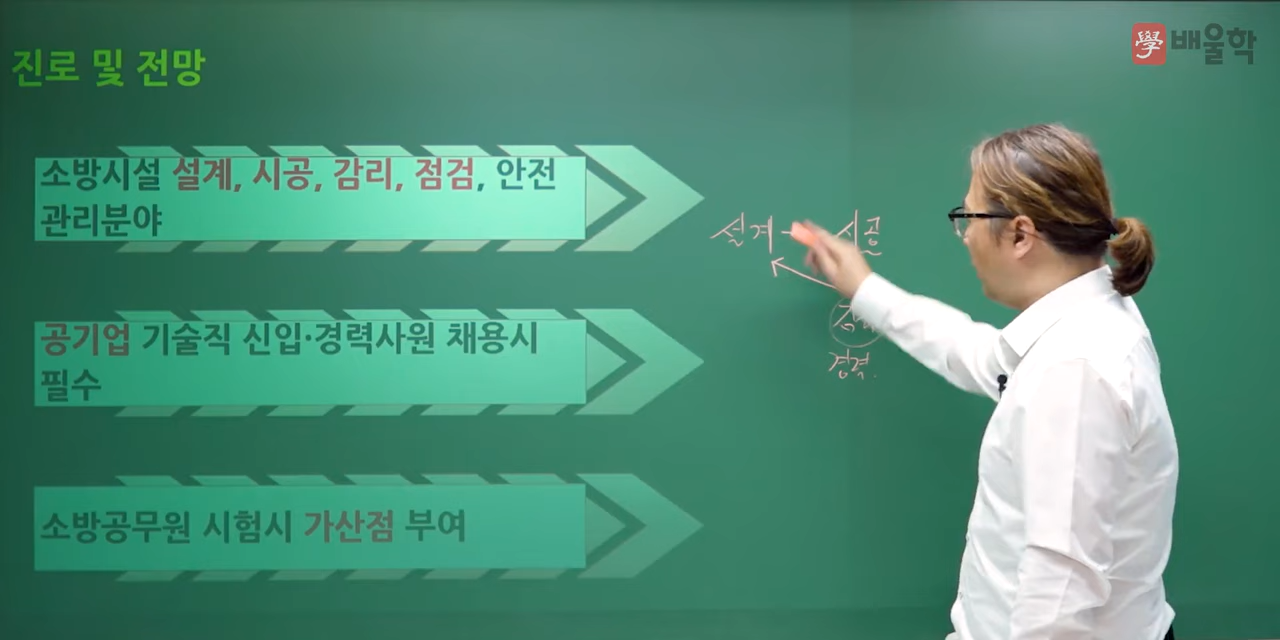 진로 및 전망
學 배울학
소방시설 설계, 시공, 감리, 점검, 안전
관리분야
설계 시공
경력.
공기업 기술직 신입·경력사원 채용시
필수
소방공무원 시험시 가산점 부여